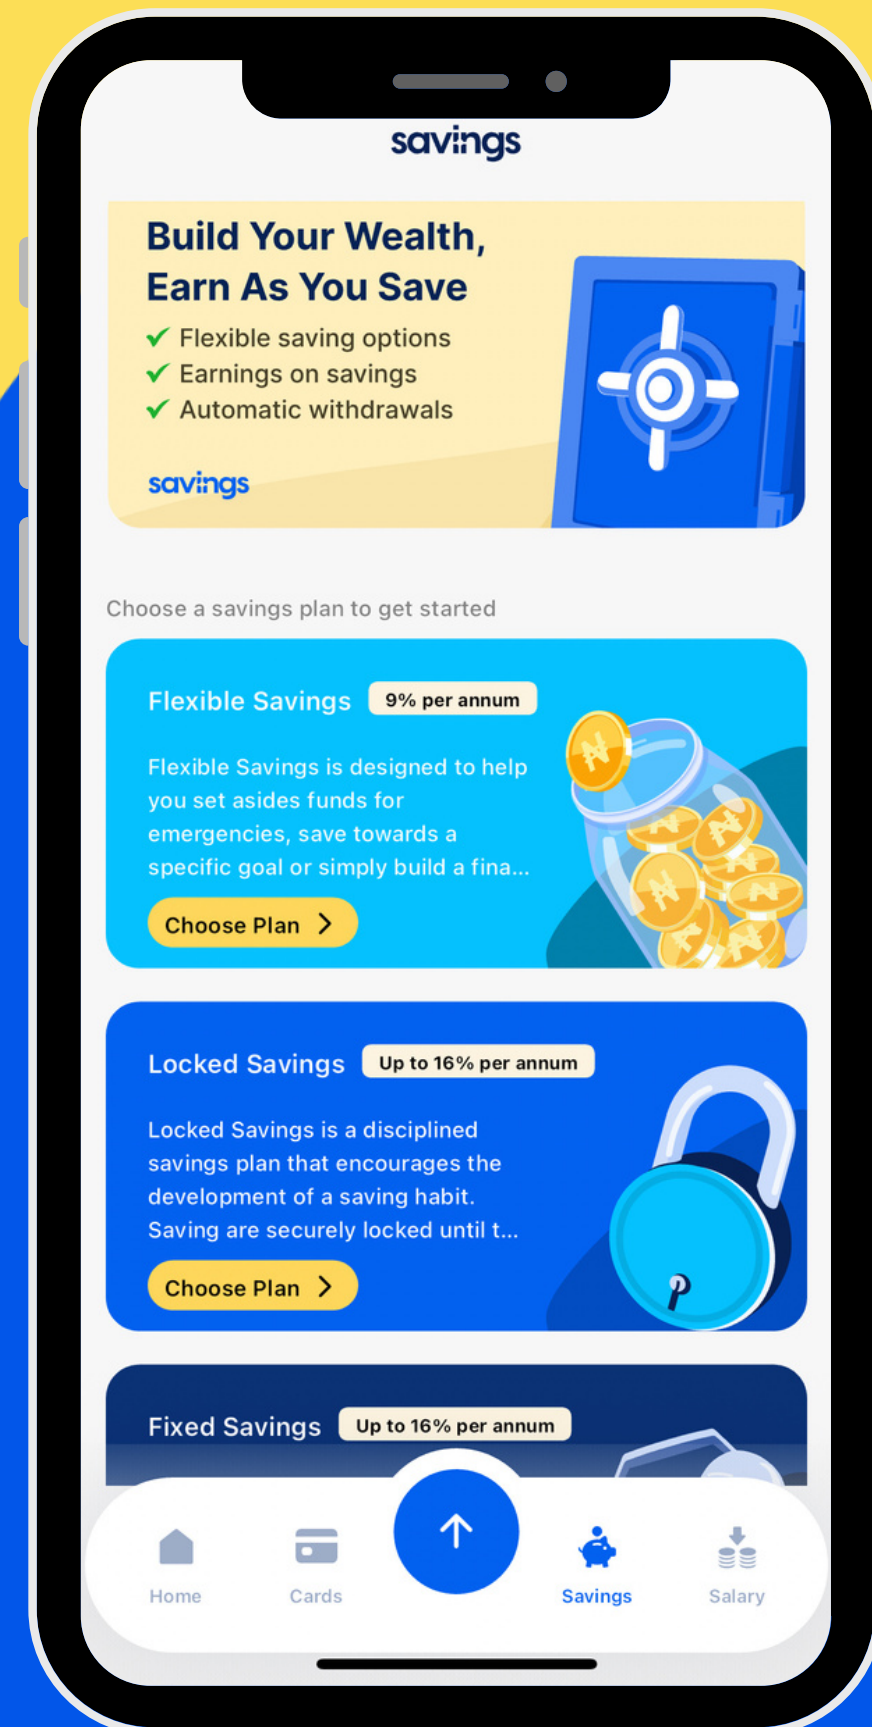 savings
Build Your Wealth,
Earn As You Save
Flexible saving options
Earnings on savings
Automatic withdrawals
savings
Choose a savings plan to get started
Flexible Savings 9% per annum
Flexible Savings is designed to help
you set asides funds for
emergencies, save towards a
specific goal or simply build a fina...
Choose Plan
Locked Savings Up to 16% per annum
Locked Savings is a disciplined
savings plan that encourages the
development of a saving habit.
Saving are securely locked until t...
Choose Plan
Fixed Savings Up to 16% per annum
Home Cards Savings Salary